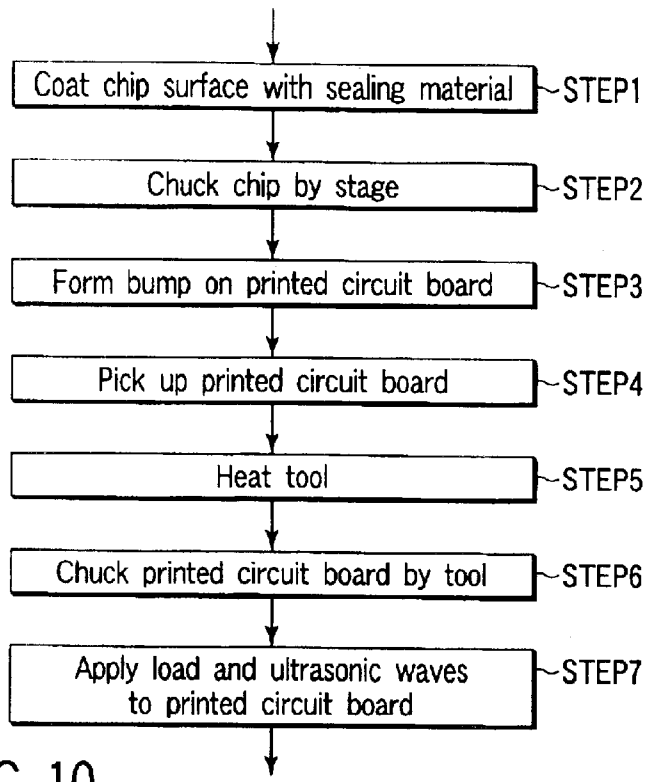 Coat chip surface with sealing material
STEP1
Chuck chip by stage
STEP2
Form bump on printed circuit board
STEP3
Pick up printed circuit board
STEP4
Heat tool
STEP5
Chuck printed circuit board by tool
STEP6
Apply load and ultrasonic waves
to printed circuit board
STEP7
10